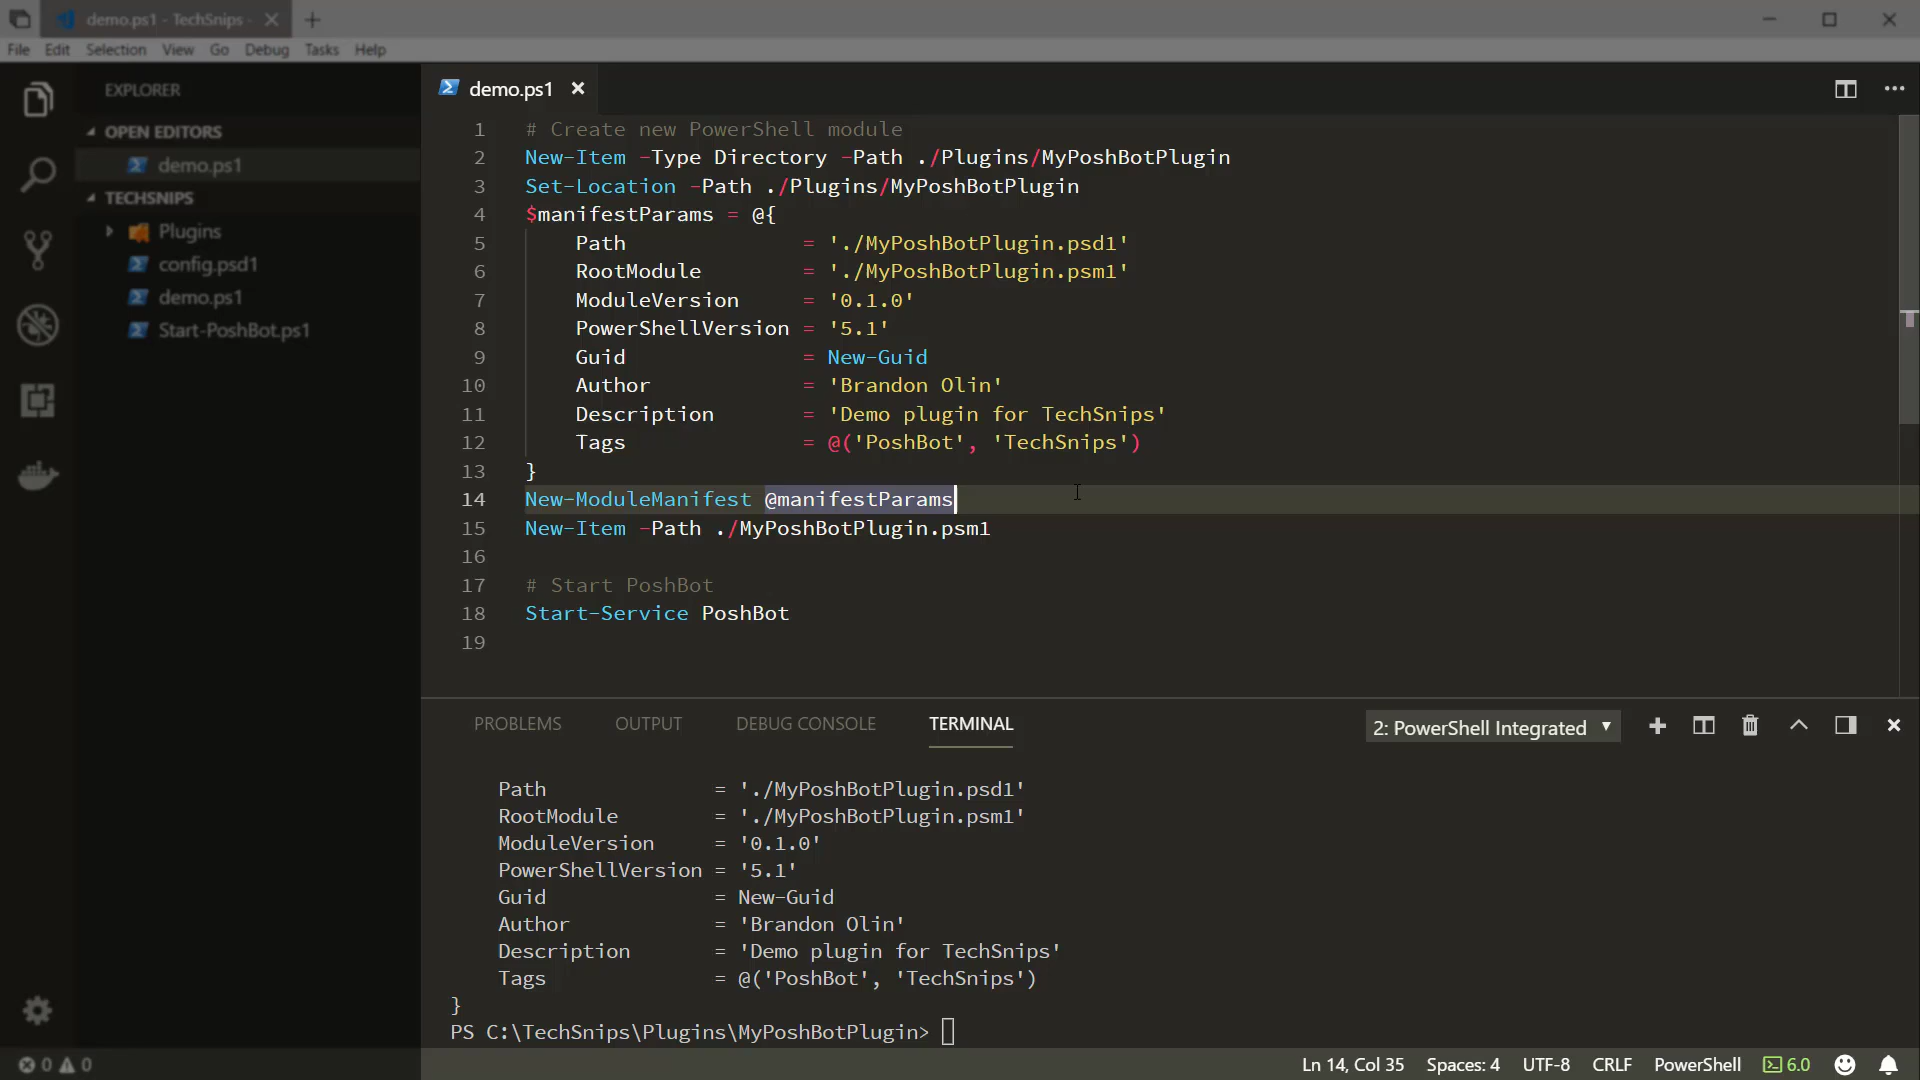 demo.ps1 - TechSnips -
File Edit Selection View Go Debug Tasks Help
EXPLORER
OPEN EDITORS
demo.ps1
TECHSNIPS
Plugins
config.psd1
demo.ps1
Start-PoshBot.ps1
demo.ps1
1 # Create new PowerShell module
2 New-Item -Type Directory -Path ./Plugins/MyPoshBotPlugin
3 Set-Location -Path ./Plugins/MyPoshBotPlugin
4 $manifestParams = @{
5 Path = './MyPoshBotPlugin.psd1'
6 RootModule = './MyPoshBotPlugin.psm1'
7 ModuleVersion = '0.1.0'
8 PowerShellVersion = '5.1'
9 Guid = New-Guid
10 Author = 'Brandon Olin'
11 Description = 'Demo plugin for TechSnips'
12 Tags = @('PoshBot', 'TechSnips')
13 }
14 New-ModuleManifest @manifestParams
15 New-Item -Path ./MyPoshBotPlugin.psm1
16
17 # Start PoshBot
18 Start-Service PoshBot
19
PROBLEMS OUTPUT DEBUG CONSOLE TERMINAL 2: PowerShell Integrated
Path = './MyPoshBotPlugin.psd1'
RootModule = './MyPoshBotPlugin.psm1'
ModuleVersion = '0.1.0'
PowerShellVersion = '5.1'
Guid = New-Guid
Author = 'Brandon Olin'
Description = 'Demo plugin for TechSnips'
Tags = @('PoshBot', 'TechSnips')
}
PS C:\TechSnips\Plugins\MyPoshBotPlugin>
0 0 Ln 14, Col 35 Spaces: 4 UTF-8 CRLF PowerShell 6.0